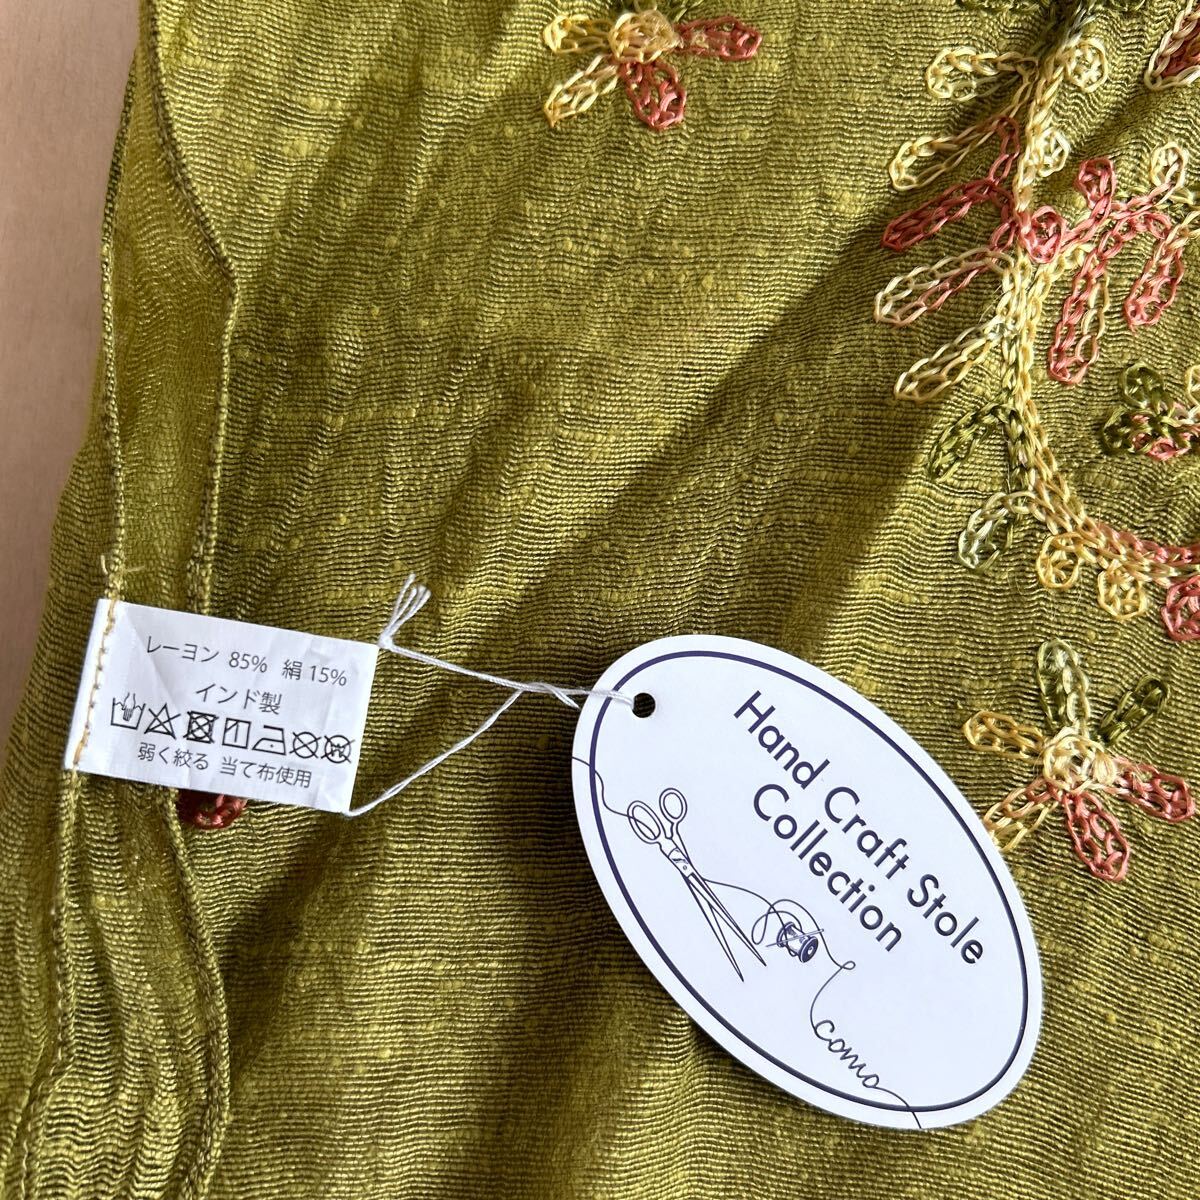 レーヨン 85% 絹 15%
インド製
弱く絞る 当て布使用
Hand Craft Stole
Collection
como